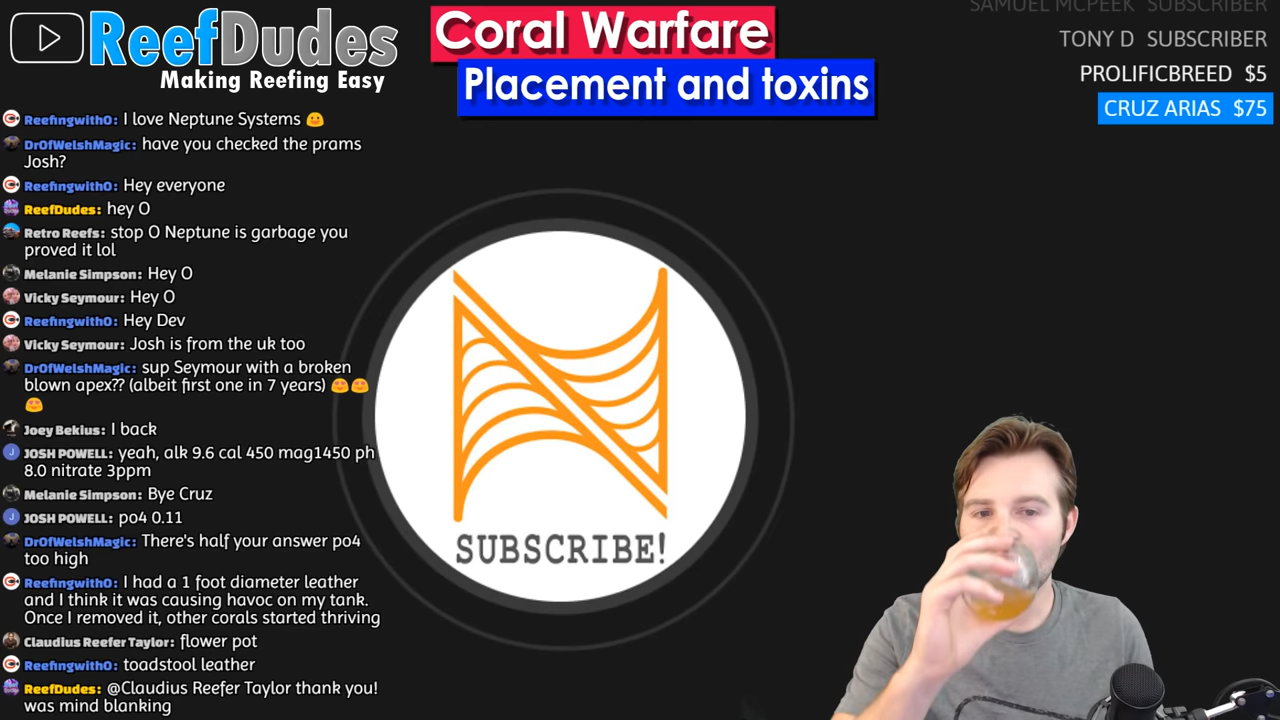 ReefDudes
Making Reefing Easy
Coral Warfare
Placement and toxins
SAMUEL MCPEEK SUBSCRIBER
TONY D SUBSCRIBER
PROLIFICBREED $5
CRUZ ARIAS $75
ReefingwithO: I love Neptune Systems
DrOfWelshMagic: have you checked the prams
Josh?
ReefingwithO: Hey everyone
ReefDudes: hey O
Retro Reefs: stop O Neptune is garbage you
proved it lol
Melanie Simpson: Hey O
Vicky Seymour: Hey O
ReefingwithO: Hey Dev
Vicky Seymour: Josh is from the uk too
DrOfWelshMagic: sup Seymour with a broken
blown apex?? (albeit first one in 7 years)
Joey Bekius: I back
JOSH POWELL: yeah, alk 9.6 cal 450 mag1450 ph
8.0 nitrate 3ppm
Melanie Simpson: Bye Cruz
JOSH POWELL: po4 0.11
DrOfWelshMagic: There's half your answer po4
too high
ReefingwithO: I had a 1 foot diameter leather
and I think it was causing havoc on my tank.
Once I removed it, other corals started thriving
Claudius Reefer Taylor: flower pot
ReefingwithO: toadstool leather
ReefDudes: @Claudius Reefer Taylor thank you!
was mind blanking
SUBSCRIBE!